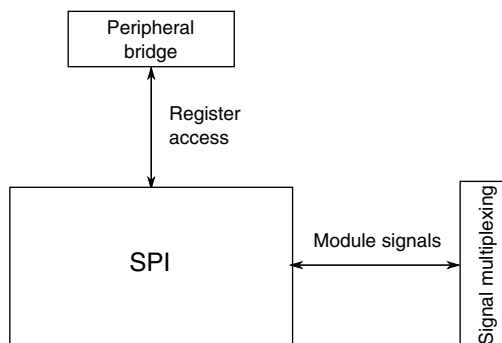 Peripheral
bridge
Register
access
SPI
Module signals
Signal multiplexing